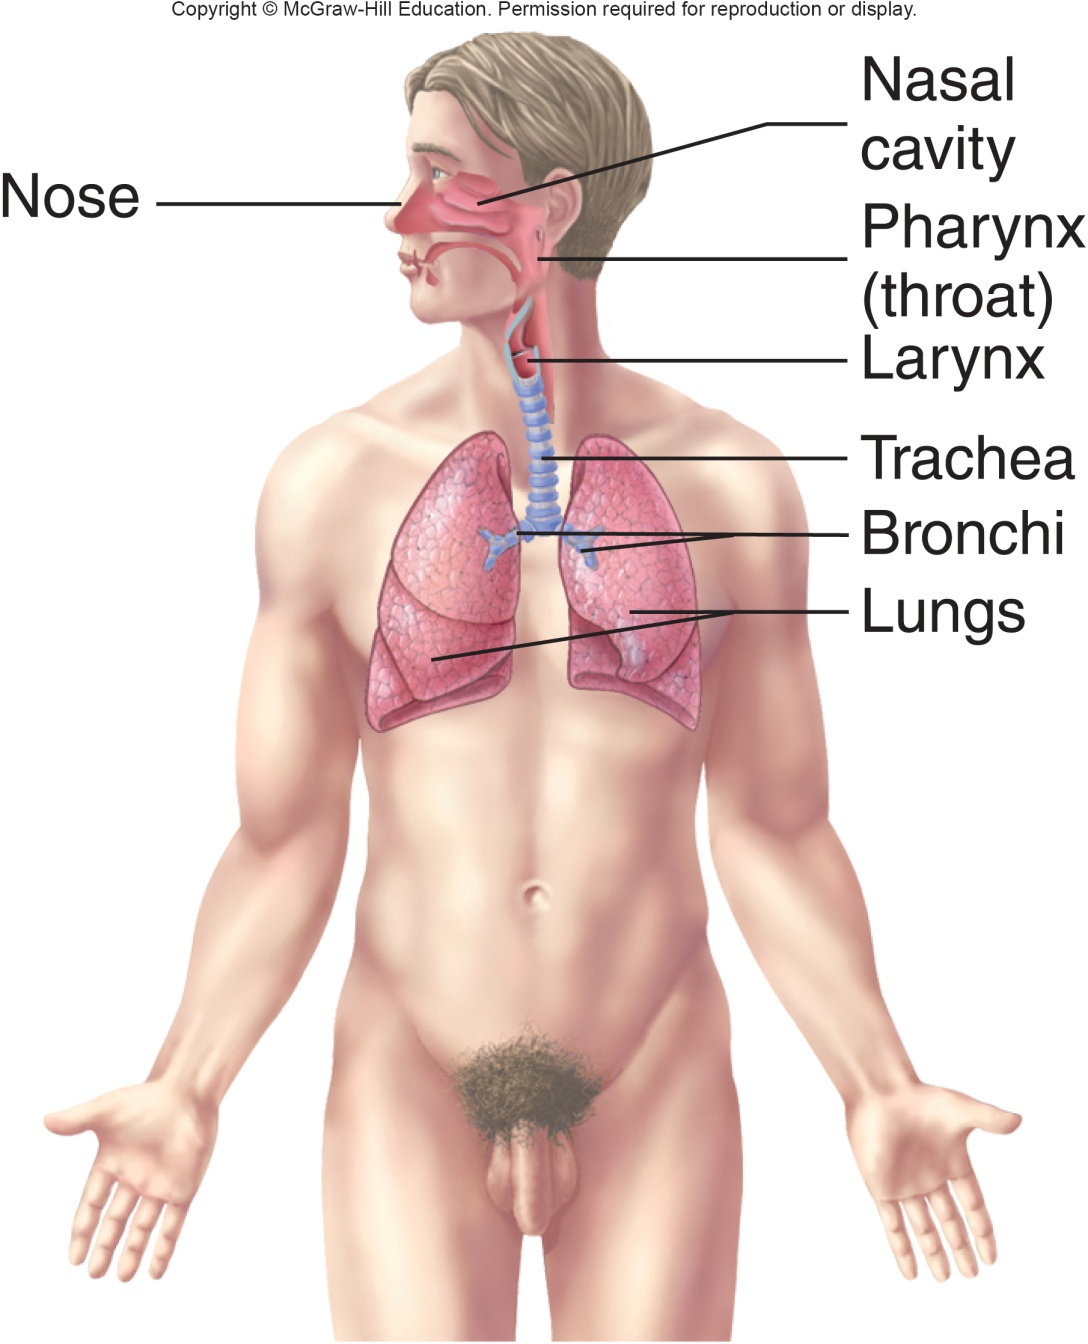 Copyright © McGraw-Hill Education. Permission required for reproduction or display.
Nasal
cavity
Nose
Pharynx
(throat)
Larynx
Trachea
Bronchi
Lungs